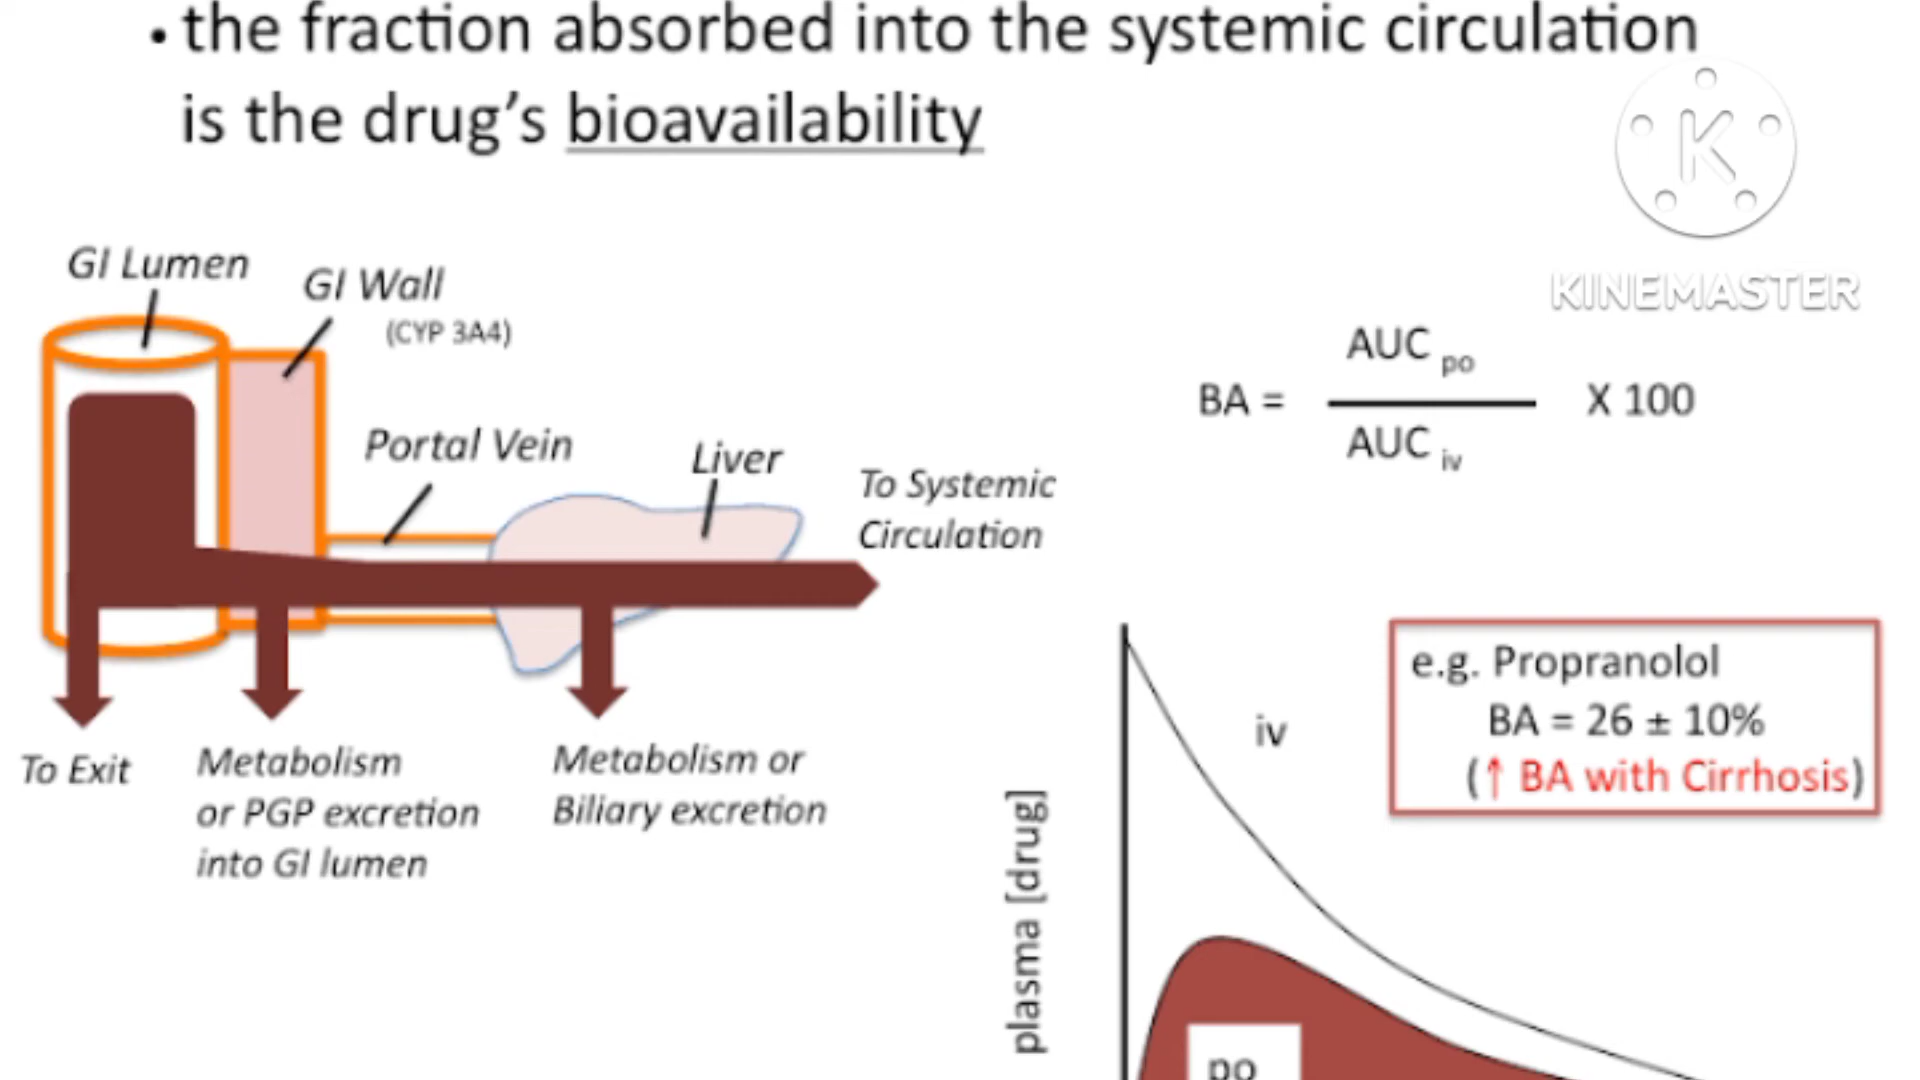 • the fraction absorbed into the systemic circulation
is the drug's bioavailability
K
KINEMASTER
GI Lumen
GI Wall
(CYP 3A4)
Portal Vein
Liver
To Systemic
Circulation
To Exit
Metabolism
or PGP excretion
into GI lumen
Metabolism or
Biliary excretion
BA = AUC po / AUC iv X 100
e.g. Propranolol
BA = 26 ± 10%
(↑ BA with Cirrhosis)
iv
plasma [drug]
po